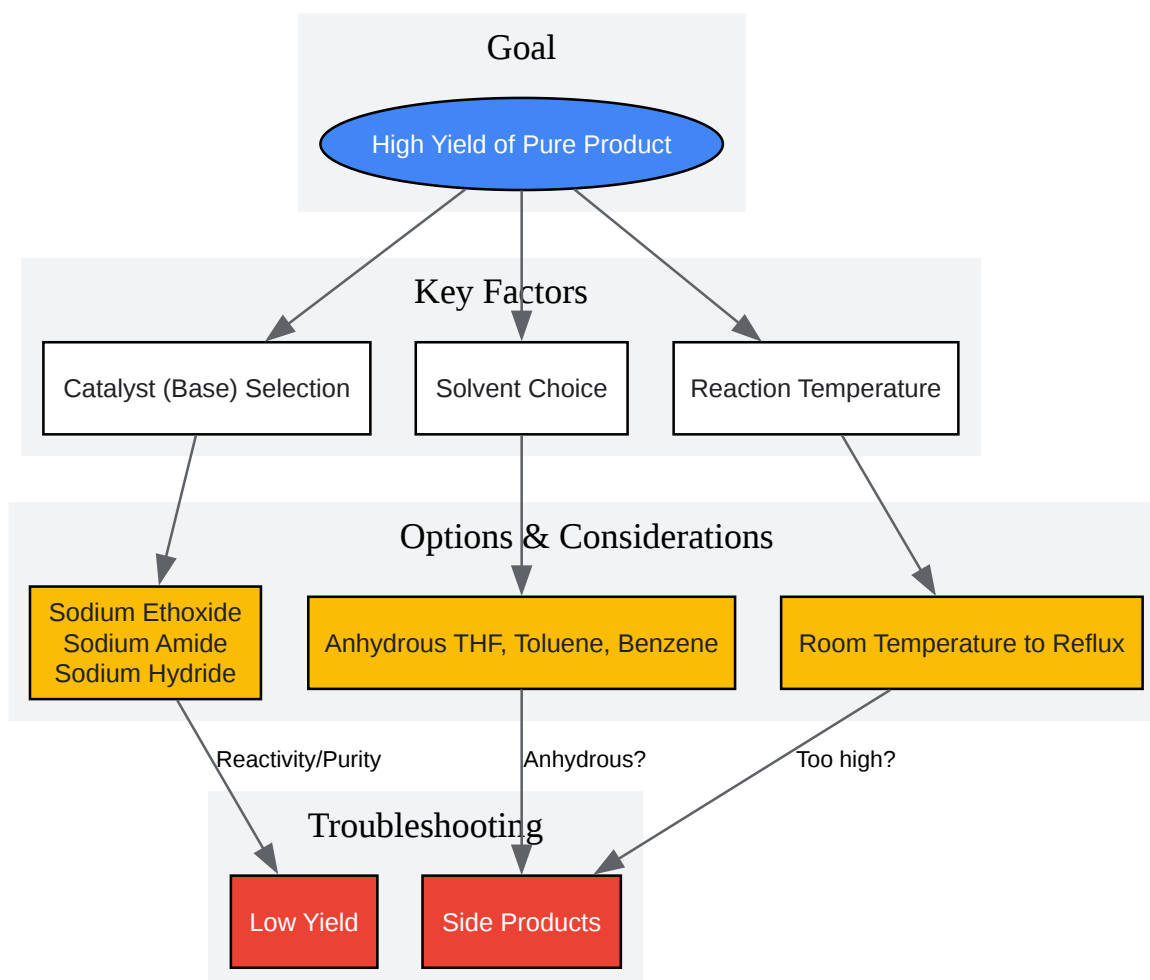 Goal
High Yield of Pure Product
Key Factors
Catalyst (Base) Selection
Solvent Choice
Reaction Temperature
Options & Considerations
Sodium Ethoxide
Sodium Amide
Sodium Hydride
Anhydrous THF, Toluene, Benzene
Room Temperature to Reflux
Reactivity/Purity
Anhydrous?
Too high?
Troubleshooting
Low Yield
Side Products